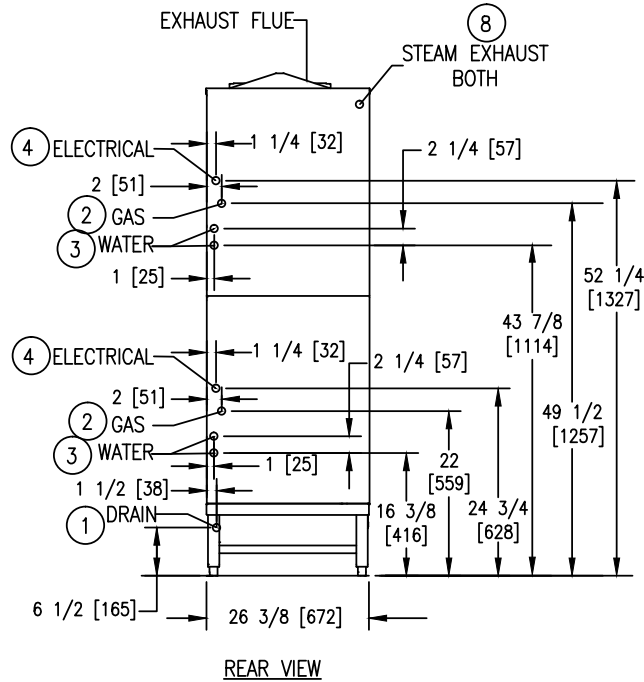 EXHAUST FLUE
8
STEAM EXHAUST
BOTH
4 ELECTRICAL
1 1/4 [32]
2 1/4 [57]
2 [51]
2 GAS
3 WATER
1 [25]
52 1/4
[1327]
43 7/8
[1114]
4 ELECTRICAL
1 1/4 [32]
2 1/4 [57]
2 [51]
49 1/2
[1257]
2 GAS
3 WATER
1 [25]
22
[559]
1 1/2 [38]
16 3/8
[416]
24 3/4
[628]
1 DRAIN
6 1/2 [165]
26 3/8 [672]
REAR VIEW